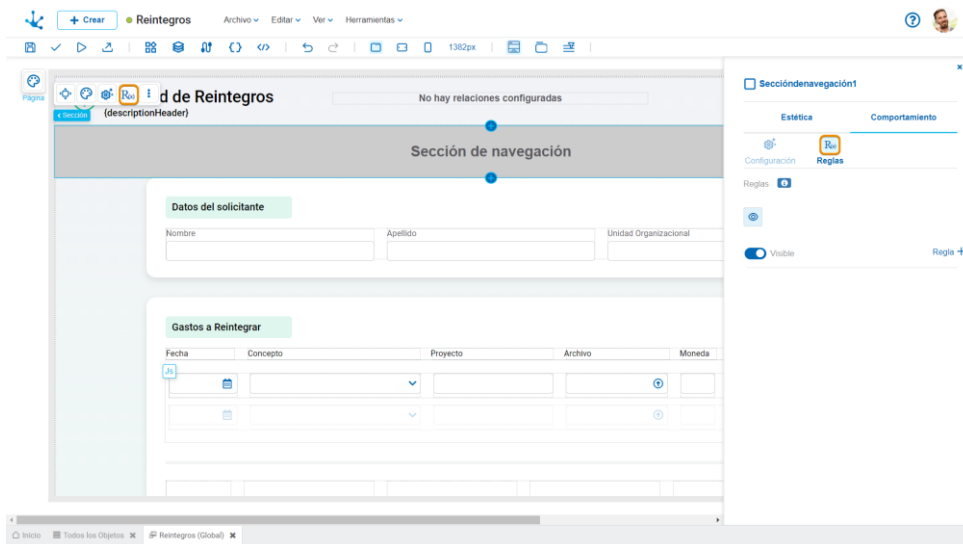 + Crear
Reintegros
Archivo
Editar
Ver
Herramientas
1382px
Página
R(x)
d de Reintegros
{descriptionHeader}
No hay relaciones configuradas
Sección
Sección de navegación
Datos del solicitante
Nombre
Apellido
Unidad Organizacional
Gastos a Reintegrar
Fecha
Concepto
Proyecto
Archivo
Moneda
Js
Seccióndenavegación1
Estética
Comportamiento
Configuración
R(x)
Reglas
Reglas
Visible
Regla +
Inicio
Todos los Objetos
Reintegros (Global)